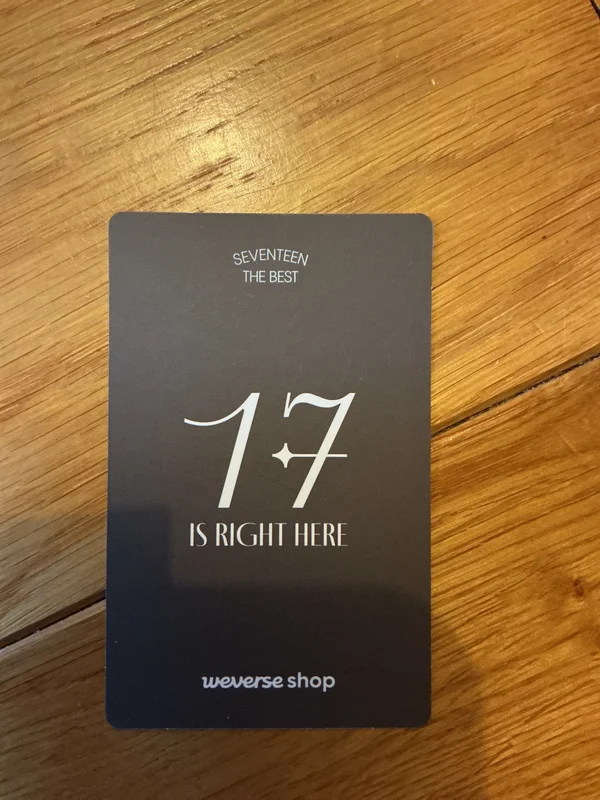 SEVENTEEN
THE BEST
17
IS RIGHT HERE
weverse shop